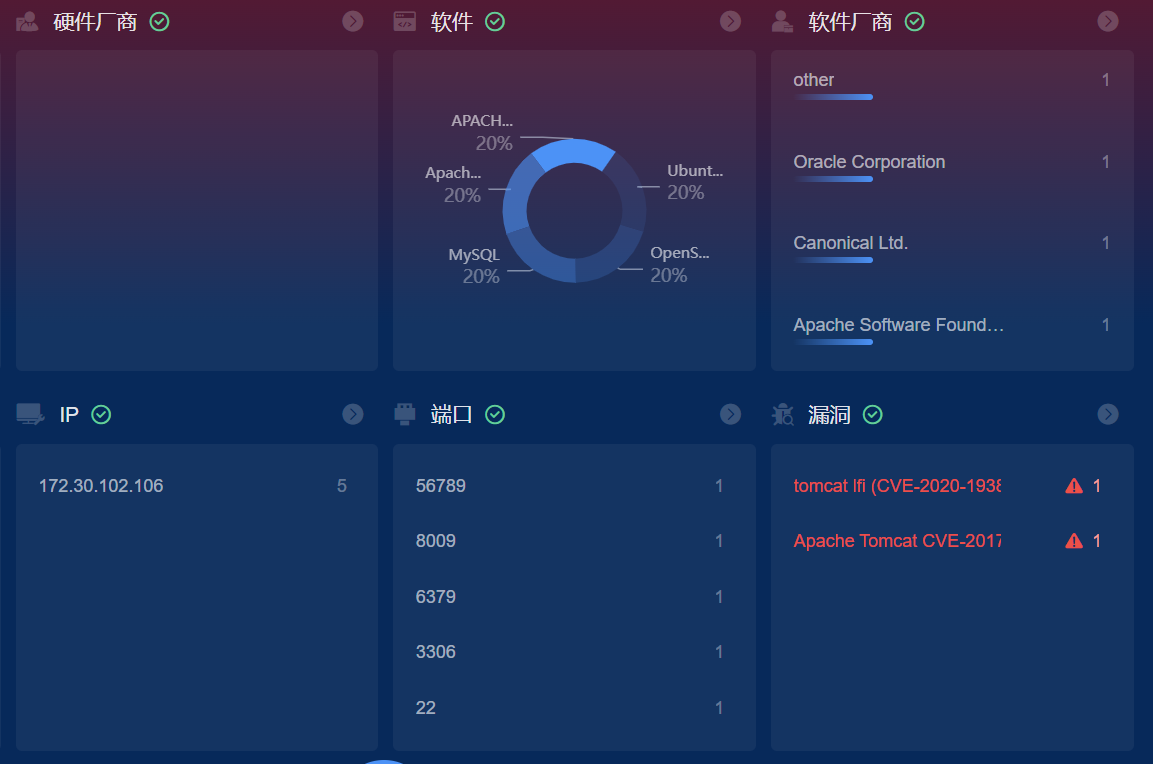 硬件厂商
软件
APACH...
20%
Apach...
20%
MySQL
20%
Ubunt...
20%
OpenS...
20%
软件厂商
other 1
Oracle Corporation 1
Canonical Ltd. 1
Apache Software Found... 1
IP
172.30.102.106 5
端口
56789 1
8009 1
6379 1
3306 1
22 1
漏洞
tomcat lfi (CVE-2020-1938 1
Apache Tomcat CVE-2017 1